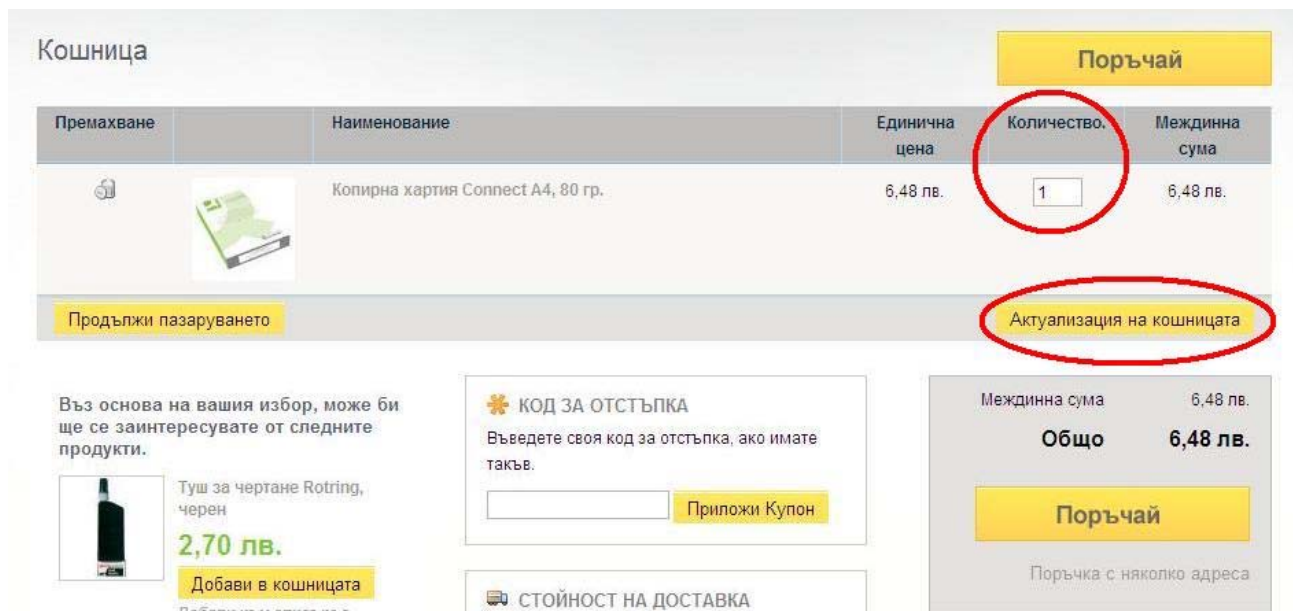 Кошница
Поръчай
Премахване
Наименование
Единична
цена
Количество.
Междинна
сума
Копирна хартия Connect A4, 80 гр.
6,48 лв.
1
6,48 лв.
Продължи пазаруването
Актуализация на кошницата
Въз основа на вашия избор, може би
ще се заинтересувате от следните
продукти.
Туш за чертане Rotring,
черен
2,70 лв.
Добави в кошницата
КОД ЗА ОТСТЪПКА
Въведете своя код за отстъпка, ако имате
такъв.
Приложи Купон
СТОЙНОСТ НА ДОСТАВКА
Междинна сума 6,48 лв.
Общо 6,48 лв.
Поръчай
Поръчка с няколко адреса